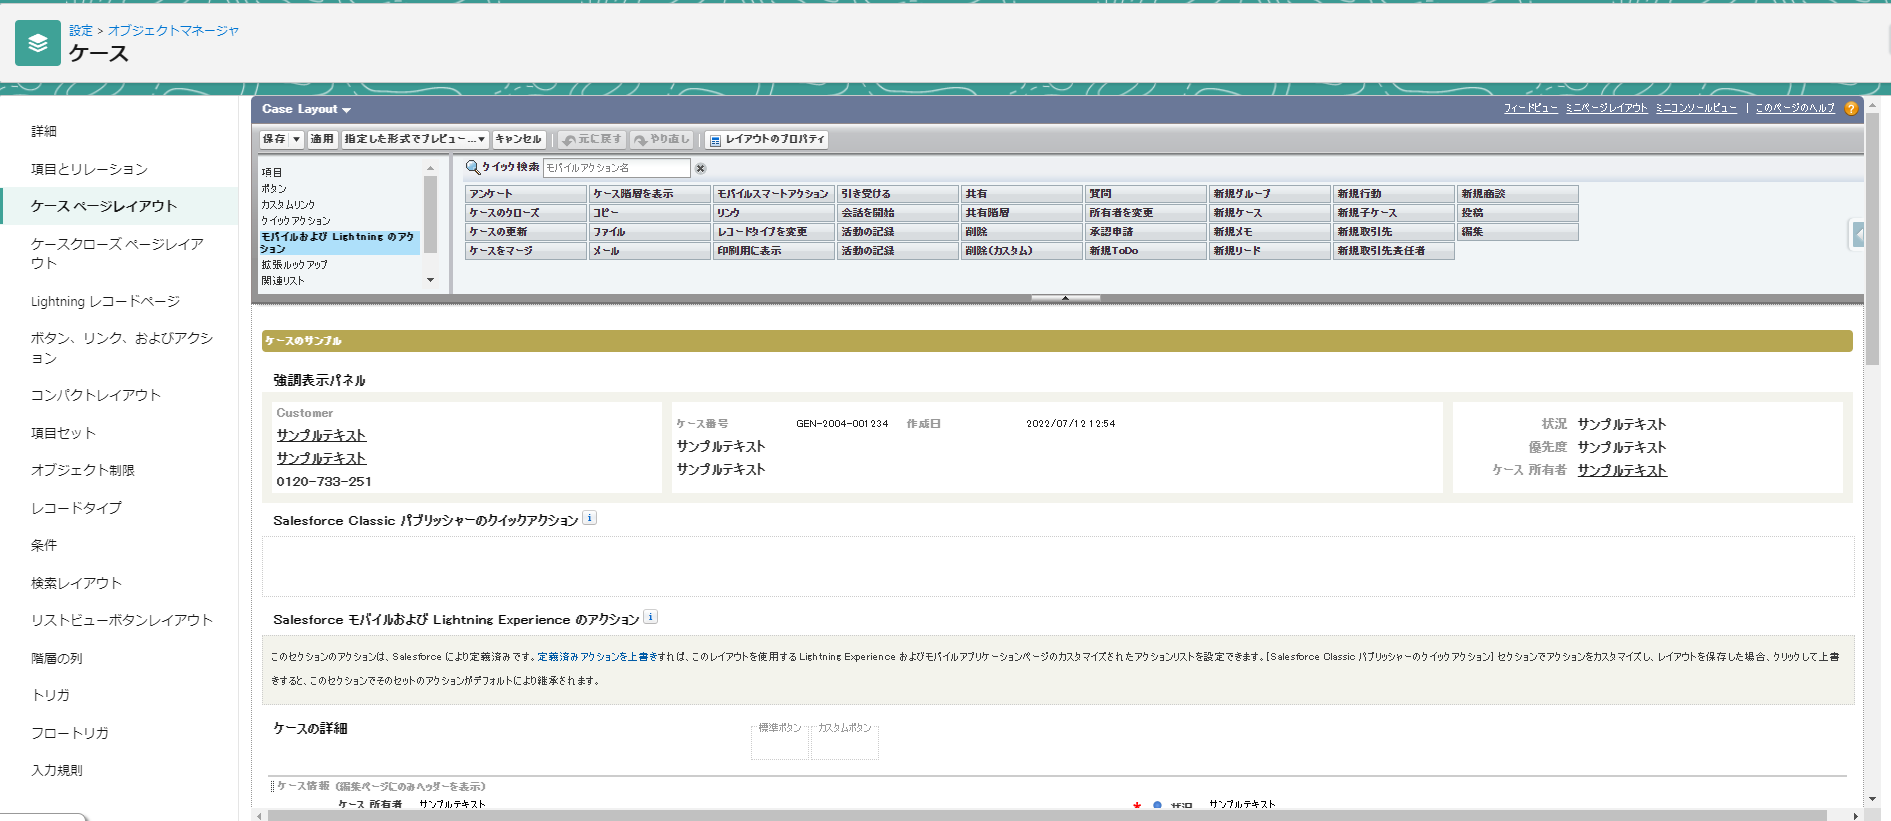 設定 > オブジェクトマネージャ
ケース
詳細
項目とリレーション
ケース ページレイアウト
ケースクローズ ページレイア
ウト
Lightning レコードページ
ボタン、リンク、およびアクシ
ョン
コンパクトレイアウト
項目セット
オブジェクト制限
レコードタイプ
条件
検索レイアウト
リストビューボタンレイアウト
階層の列
トリガ
フロートリガ
入力規則
Case Layout
フィードビュー ミニページレイアウト ミニコンソールビュー | このページのヘルプ ?
保存 適用 指定した形式でプレビュー... キャンセル 元に戻す やり直し レイアウトのプロパティ
項目
ボタン
カスタムリンク
クイックアクション
モバイルおよび Lightning のアク
ション
拡張ルックアップ
関連リスト
クイック検索 モバイルアクション名
アンケート ケース階層を表示 モバイルスマートアクション 引き受ける 共有 質問 新規グループ 新規行動 新規商談
ケースのクローズ コピー リンク 会話を開始 共有階層 所有者を変更 新規ケース 新規子ケース 投稿
ケースの更新 ファイル レコードタイプを変更 活動の記録 削除 承認申請 新規メモ 新規取引先 編集
ケースをマージ メール 印刷用に表示 活動の記録 削除(カスタム) 新規ToDo 新規リード 新規取引先責任者
ケースのサンプル
強調表示パネル
Customer
サンプルテキスト
サンプルテキスト
0120-733-251
ケース番号 GEN-2004-001234 作成日 2022/07/12 12:54
サンプルテキスト
サンプルテキスト
状況 サンプルテキスト
優先度 サンプルテキスト
ケース 所有者 サンプルテキスト
Salesforce Classic パブリッシャーのクイックアクション i
Salesforce モバイルおよび Lightning Experience のアクション i
このセクションのアクションは、Salesforce により定義済みです。定義済みアクションを上書きすれば、このレイアウトを使用する Lightning Experience およびモバイルアプリケーションページのカスタマイズされたアクションリストを設定できます。[Salesforce Classic パブリッシャーのクイックアクション] セクションでアクションをカスタマイズし、レイアウトを保存した場合、クリックして上書
きすると、このセクションでそのセットのアクションがデフォルトにより継承されます。
ケースの詳細
標準ボタン カスタムボタン
ケース情報 (編集ページにのみヘッダーを表示)
ケース 所有者 サンプルテキスト
* 状況 サンプルテキスト